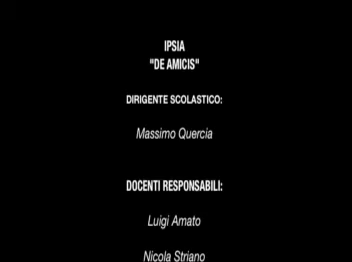 IPSIA
"DE AMICIS"
DIRIGENTE SCOLASTICO:
Massimo Quercia
DOCENTI RESPONSABILI:
Luigi Amato
Nicola Striano